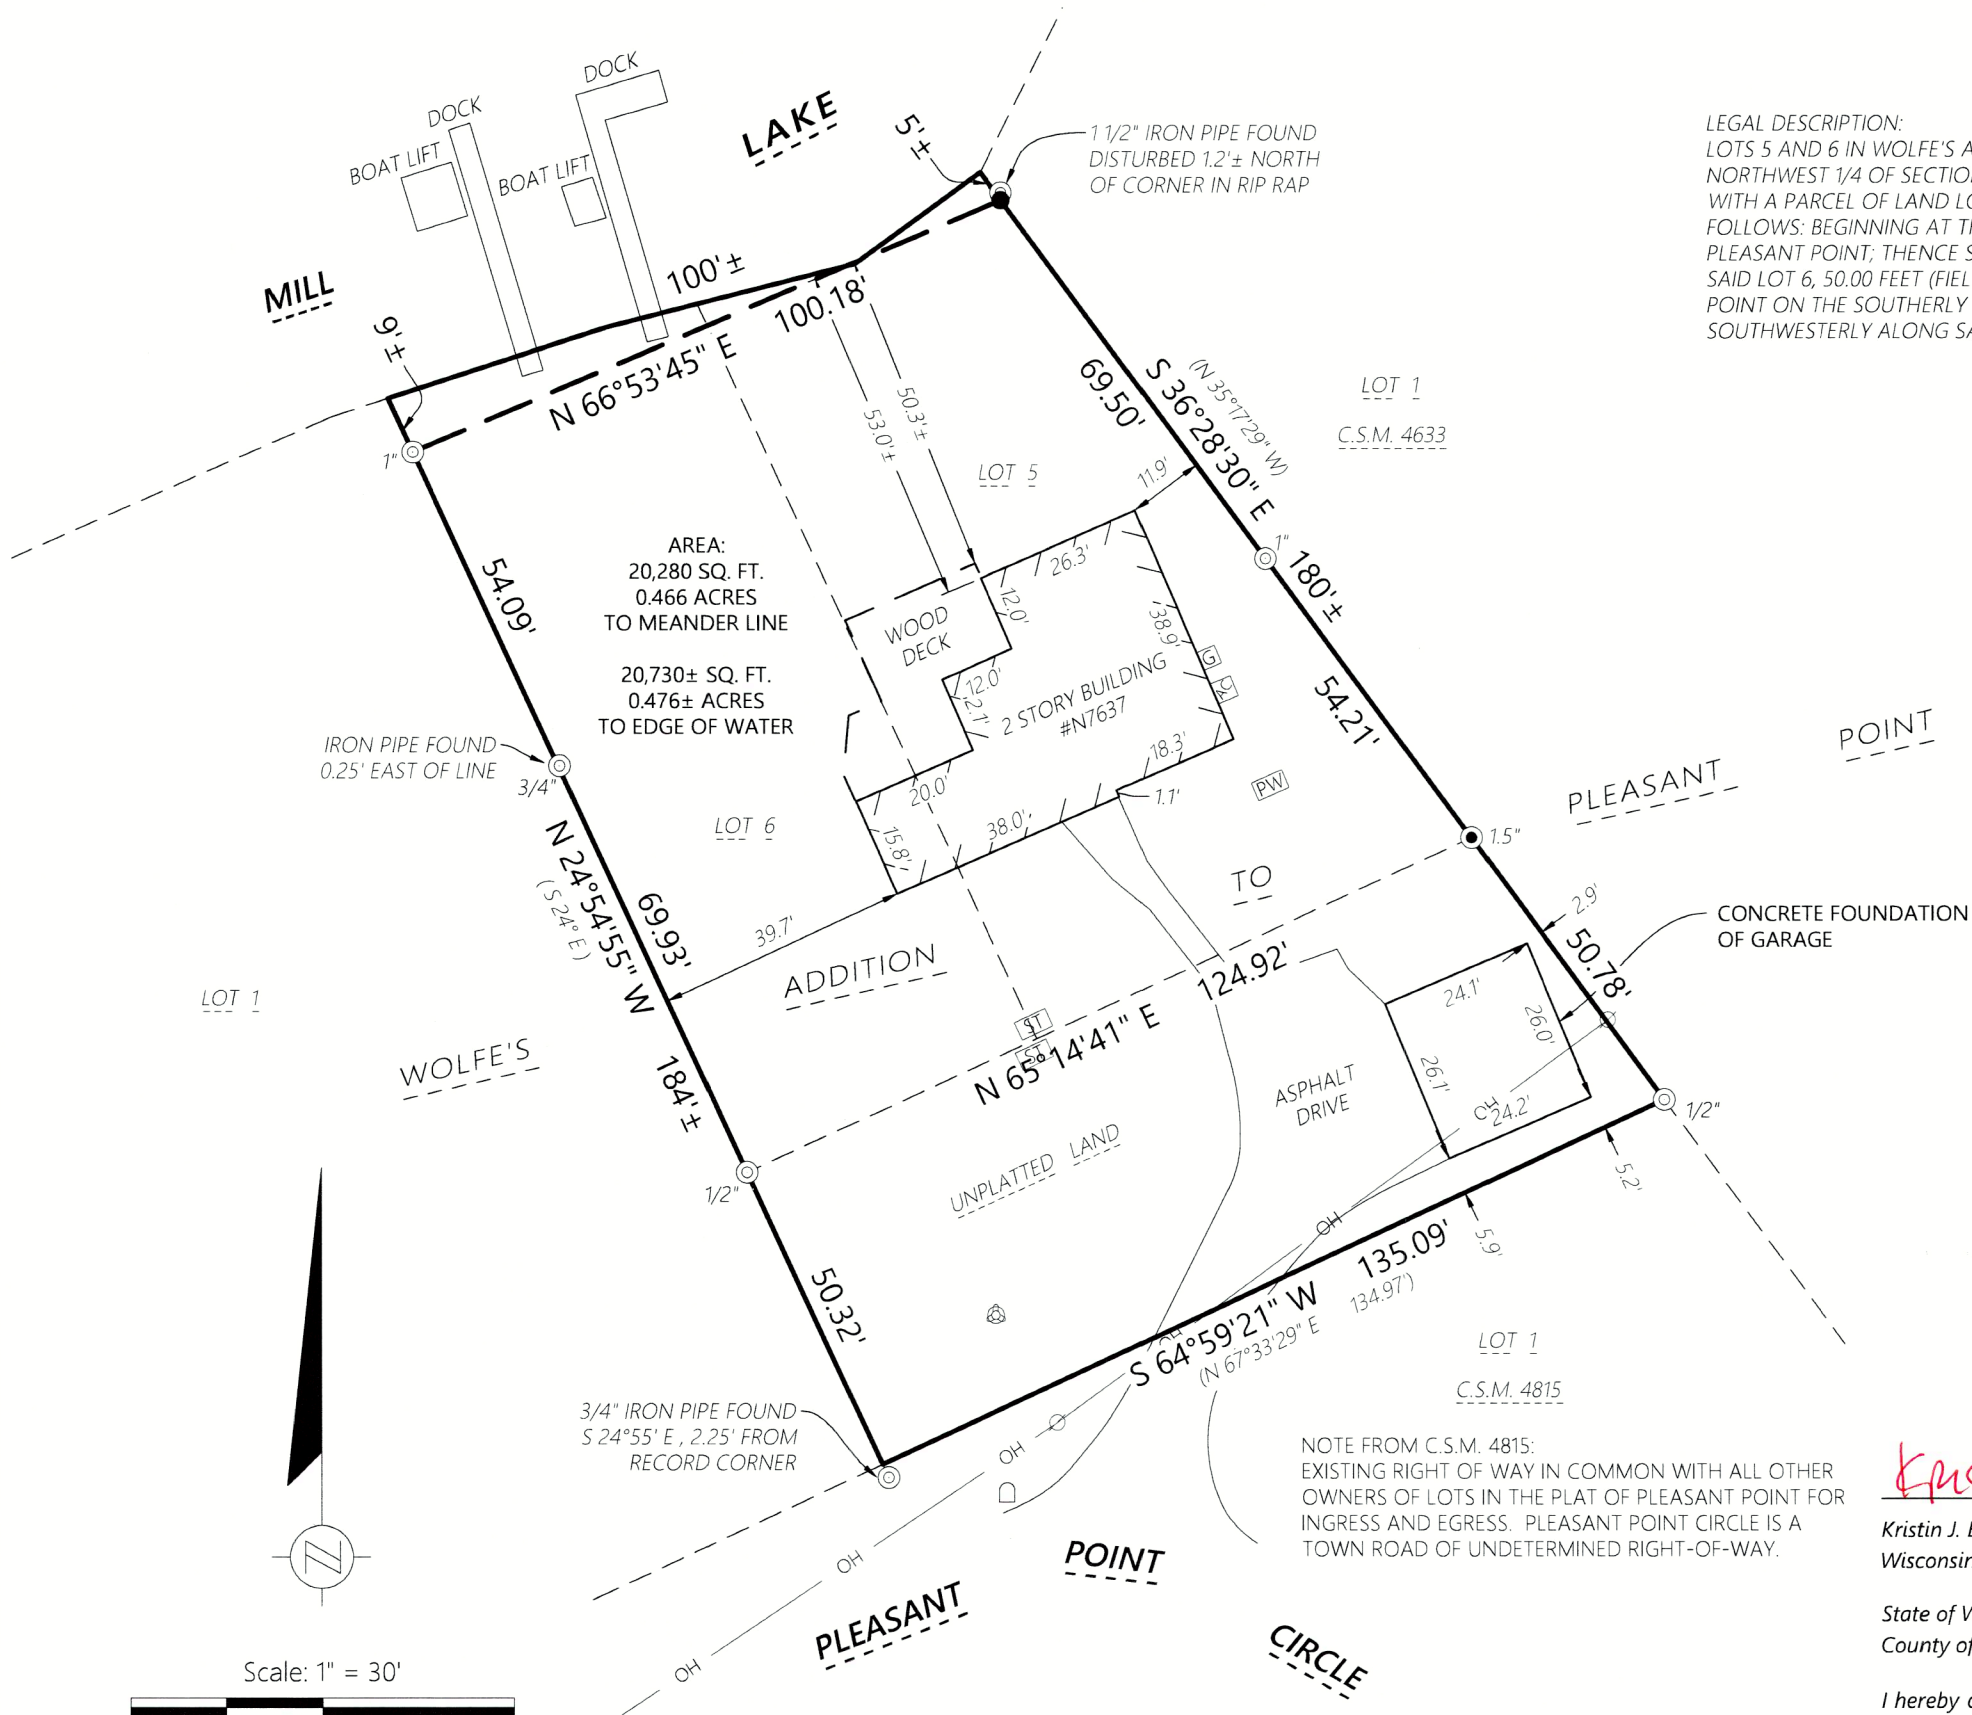 DOCK
DOCK
BOAT LIFT
BOAT LIFT
MILL
LAKE
5'±
9'±
1 1/2" IRON PIPE FOUND
DISTURBED 1.2'± NORTH
OF CORNER IN RIP RAP
LEGAL DESCRIPTION:
LOTS 5 AND 6 IN WOLFE'S
NORTHWEST 1/4 OF
WITH A PARCEL OF LAND
FOLLOWS: BEGINNING AT
PLEASANT POINT; THENCE
SAID LOT 6, 50.00 FEET
POINT ON THE SOUTHERLY
SOUTHWESTERLY ALONG
100'±
100.18'
N 66°53'45" E
1"
53.0'±
50.3'±
69.50'
S 36°28'30" E
(N 35°17'29" W)
LOT 1
C.S.M. 4633
LOT 5
11.9'
1"
180'±
54.21'
54.09'
AREA:
20,280 SQ. FT.
0.466 ACRES
TO MEANDER LINE
20,730± SQ. FT.
0.476± ACRES
TO EDGE OF WATER
WOOD
DECK
26.3'
12.0'
38.9'
12.0'
2.1'
2 STORY BUILDING
#N7637
G
18.3'
1.1'
20.0'
38.0'
15.8'
PW
IRON PIPE FOUND
0.25' EAST OF LINE
3/4"
LOT 6
N 24°54'55" W
(S 24° E)
69.93'
39.7'
184'±
WOLFE'S
ADDITION
TO
PLEASANT
POINT
1.5"
2.9'
CONCRETE FOUNDATION
OF GARAGE
50.78'
LOT 1
124.92'
N 65°14'41" E
ST
ST
24.1'
26.0'
26.1'
24.2'
OH
ASPHALT
DRIVE
1/2"
5.2'
1/2"
UNPLATTED LAND
OH
5.9'
50.32'
135.09'
(134.97')
S 64°59'21" W
(N 67°33'29" E
OH
LOT 1
C.S.M. 4815
3/4" IRON PIPE FOUND
S 24°55' E , 2.25' FROM
RECORD CORNER
OH
D
OH
OH
NOTE FROM C.S.M. 4815:
EXISTING RIGHT OF WAY IN COMMON WITH ALL OTHER
OWNERS OF LOTS IN THE PLAT OF PLEASANT POINT FOR
INGRESS AND EGRESS. PLEASANT POINT CIRCLE IS A
TOWN ROAD OF UNDETERMINED RIGHT-OF-WAY.
PLEASANT
POINT
CIRCLE
N
Scale: 1" = 30'
Kristin J.
State of
County of
I hereby